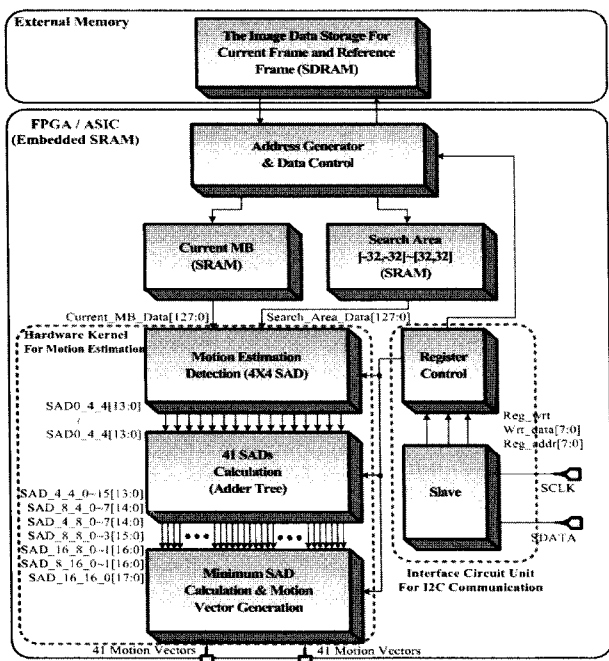 External Memory
The Image Data Storage For
Current Frame and Reference
Frame (SDRAM)
FPGA / ASIC
(Embedded SRAM)
Address Generator
& Data Control
Current MB
(SRAM)
Search Area
[-32,-32]~[32,32]
(SRAM)
Current_MB_Data[127:0]
Search_Area_Data[127:0]
Hardware Kernel
For Motion Estimation
Motion Estimation
Detection (4X4 SAD)
Register
Control
SAD0_4_4[13:0]
SAD0_4_4[13:0]
Reg_wrt
Wrt_data[7:0]
Reg_addr[7:0]
41 SADs
Calculation
(Adder Tree)
Slave
SCLK
SDATA
SAD_4_4_0~15[13:0]
SAD_8_4_0~7[14:0]
SAD_4_8_0~7[14:0]
SAD_8_8_0~3[15:0]
SAD_16_8_0~1[16:0]
SAD_8_16_0~1[16:0]
SAD_16_16_0[17:0]
Minimum SAD
Calculation & Motion
Vector Generation
Interface Circuit Unit
For I2C Communication
41 Motion Vectors
41 Motion Vectors